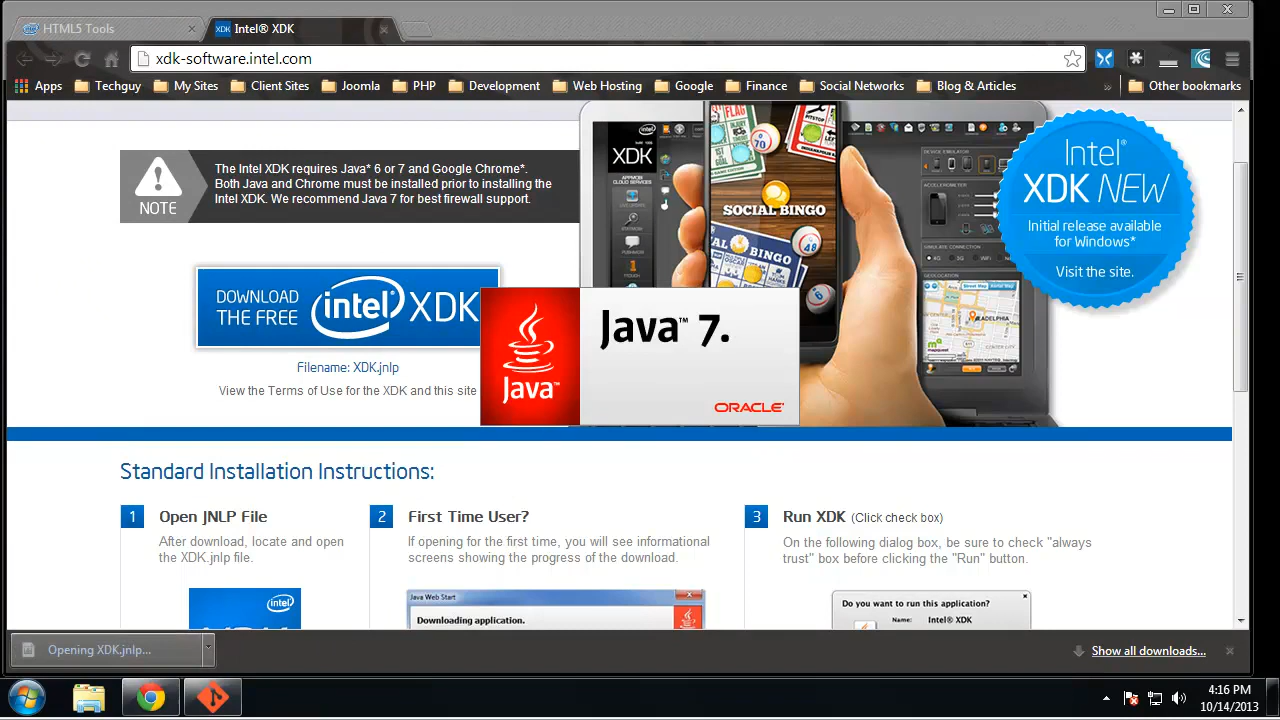 HTML5 Tools
XDK Intel® XDK
xdk-software.intel.com
Apps
Techguy
My Sites
Client Sites
Joomla
PHP
Development
Web Hosting
Google
Finance
Social Networks
Blog & Articles
»
Other bookmarks
NOTE
The Intel XDK requires Java* 6 or 7 and Google Chrome*.
Both Java and Chrome must be installed prior to installing the
Intel XDK. We recommend Java 7 for best firewall support.
intel
XDK
SOCIAL BINGO
Intel®
XDK NEW
Initial release available
for Windows*
Visit the site.
DOWNLOAD
THE FREE
intel XDK
Filename: XDK.jnlp
View the Terms of Use for the XDK and this site
Java™
Java™ 7.
ORACLE®
Standard Installation Instructions:
1 Open JNLP File
After download, locate and open
the XDK.jnlp file.
intel
2 First Time User?
If opening for the first time, you will see informational
screens showing the progress of the download.
Java Web Start
Downloading application.
3 Run XDK (Click check box)
On the following dialog box, be sure to check "always
trust" box before clicking the "Run" button.
Do you want to run this application?
Name: Intel® XDK
Opening XDK.jnlp...
Show all downloads...
4:16 PM
10/14/2013